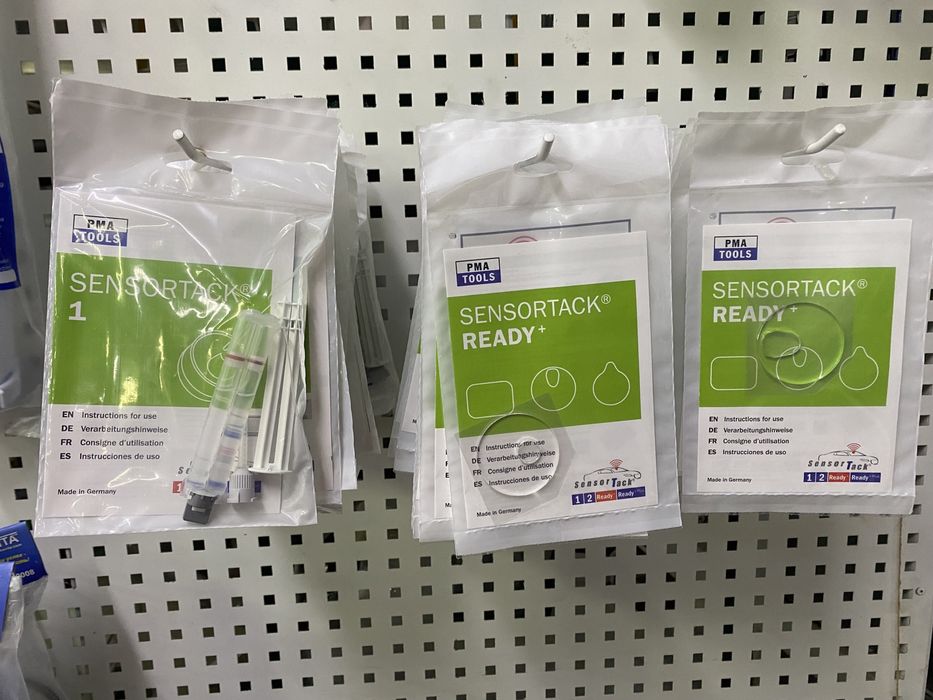 PMA
TOOLS
SENSORTACK®
1
EN Instructions for use
DE Verarbeitungshinweise
FR Consigne d'utilisation
ES Instrucciones de uso
Made in Germany
PMA
TOOLS
SENSORTACK®
READY+
EN Instructions for use
DE Verarbeitungshinweise
FR Consigne d'utilisation
ES Instrucciones de uso
SensorTack®
1 2 Ready Ready
Made in Germany
PMA
TOOLS
SENSORTACK®
READY+
EN Instructions for use
DE Verarbeitungshinweise
FR Consigne d'utilisation
ES Instrucciones de uso
SensorTack®
1 2 Ready Ready
Made in Germany